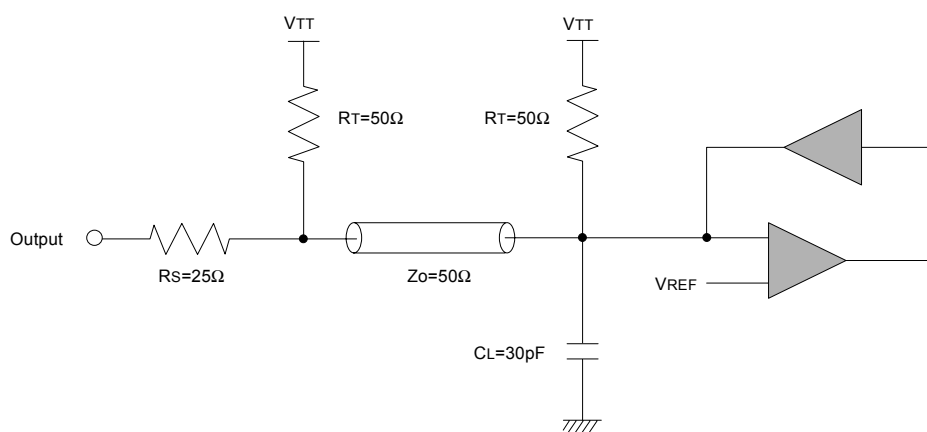 VTT
VTT
RT=50Ω
RT=50Ω
Output
RS=25Ω
Zo=50Ω
VREF
CL=30pF